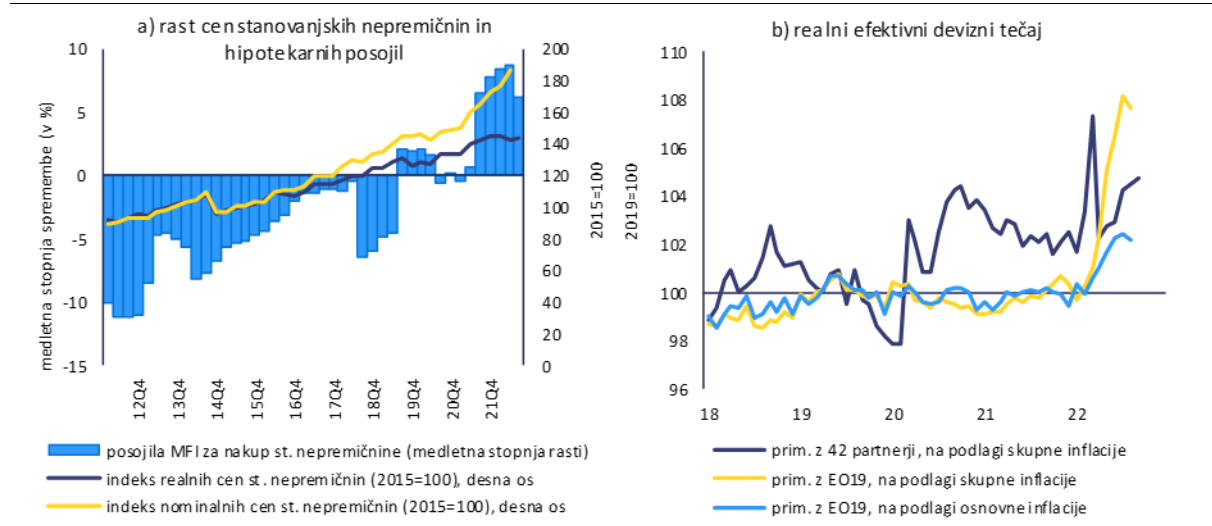 a) rast cen stanovanjskih nepremičnin in
hipotekarnih posojil
medletna stopnja spremembe (v %)
10
5
0
-5
-10
-15
200
180
160
140
120
100
80
60
40
20
0
2015=100
12Q4
13Q4
14Q4
15Q4
16Q4
17Q4
18Q4
19Q4
20Q4
21Q4
posojila MFI za nakup st. nepremičnine (medletna stopnja rasti)
indeks realnih cen st. nepremičnin (2015=100), desna os
indeks nominalnih cen st. nepremičnin (2015=100), desna os
b) realni efektivni devizni tečaj
2019=100
110
108
106
104
102
100
98
96
18
19
20
21
22
prim. z 42 partnerji, na podlagi skupne inflacije
prim. z EO19, na podlagi skupne inflacije
prim. z EO19, na podlagi osnovne inflacije